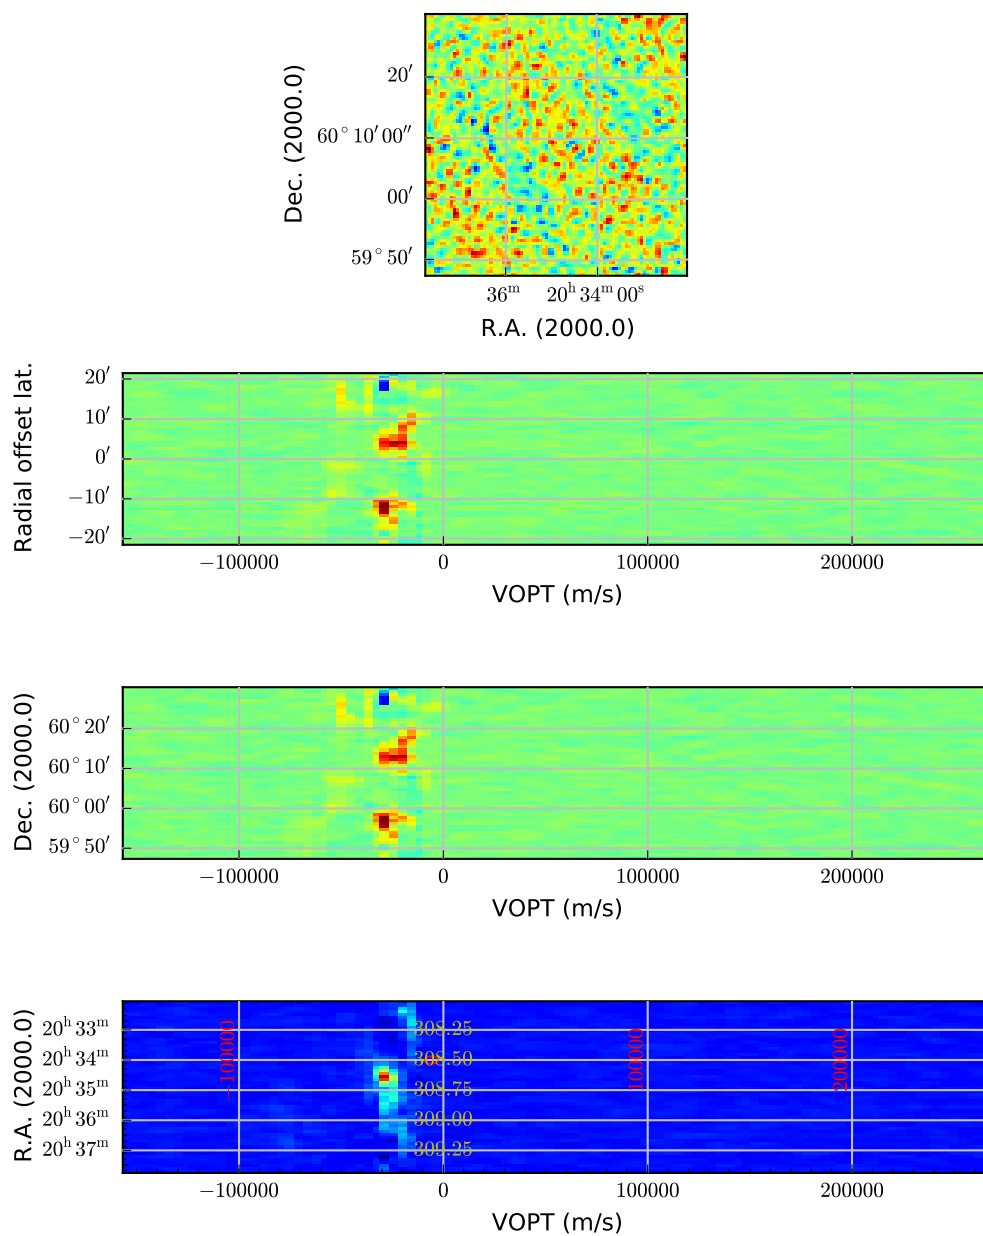 Dec. (2000.0)
20′
60°10′00″
00′
59°50′
36ᵐ 20ʰ34ᵐ00ˢ
R.A. (2000.0)
Radial offset lat.
20′
10′
0′
−10′
−20′
−100000 0 100000 200000
VOPT (m/s)
Dec. (2000.0)
60°20′
60°10′
60°00′
59°50′
−100000 0 100000 200000
VOPT (m/s)
R.A. (2000.0)
20ʰ33ᵐ
20ʰ34ᵐ
20ʰ35ᵐ
20ʰ36ᵐ
20ʰ37ᵐ
308.25
308.50
308.75
309.00
309.25
−100000 0 100000 200000
−100000 0 100000 200000
VOPT (m/s)